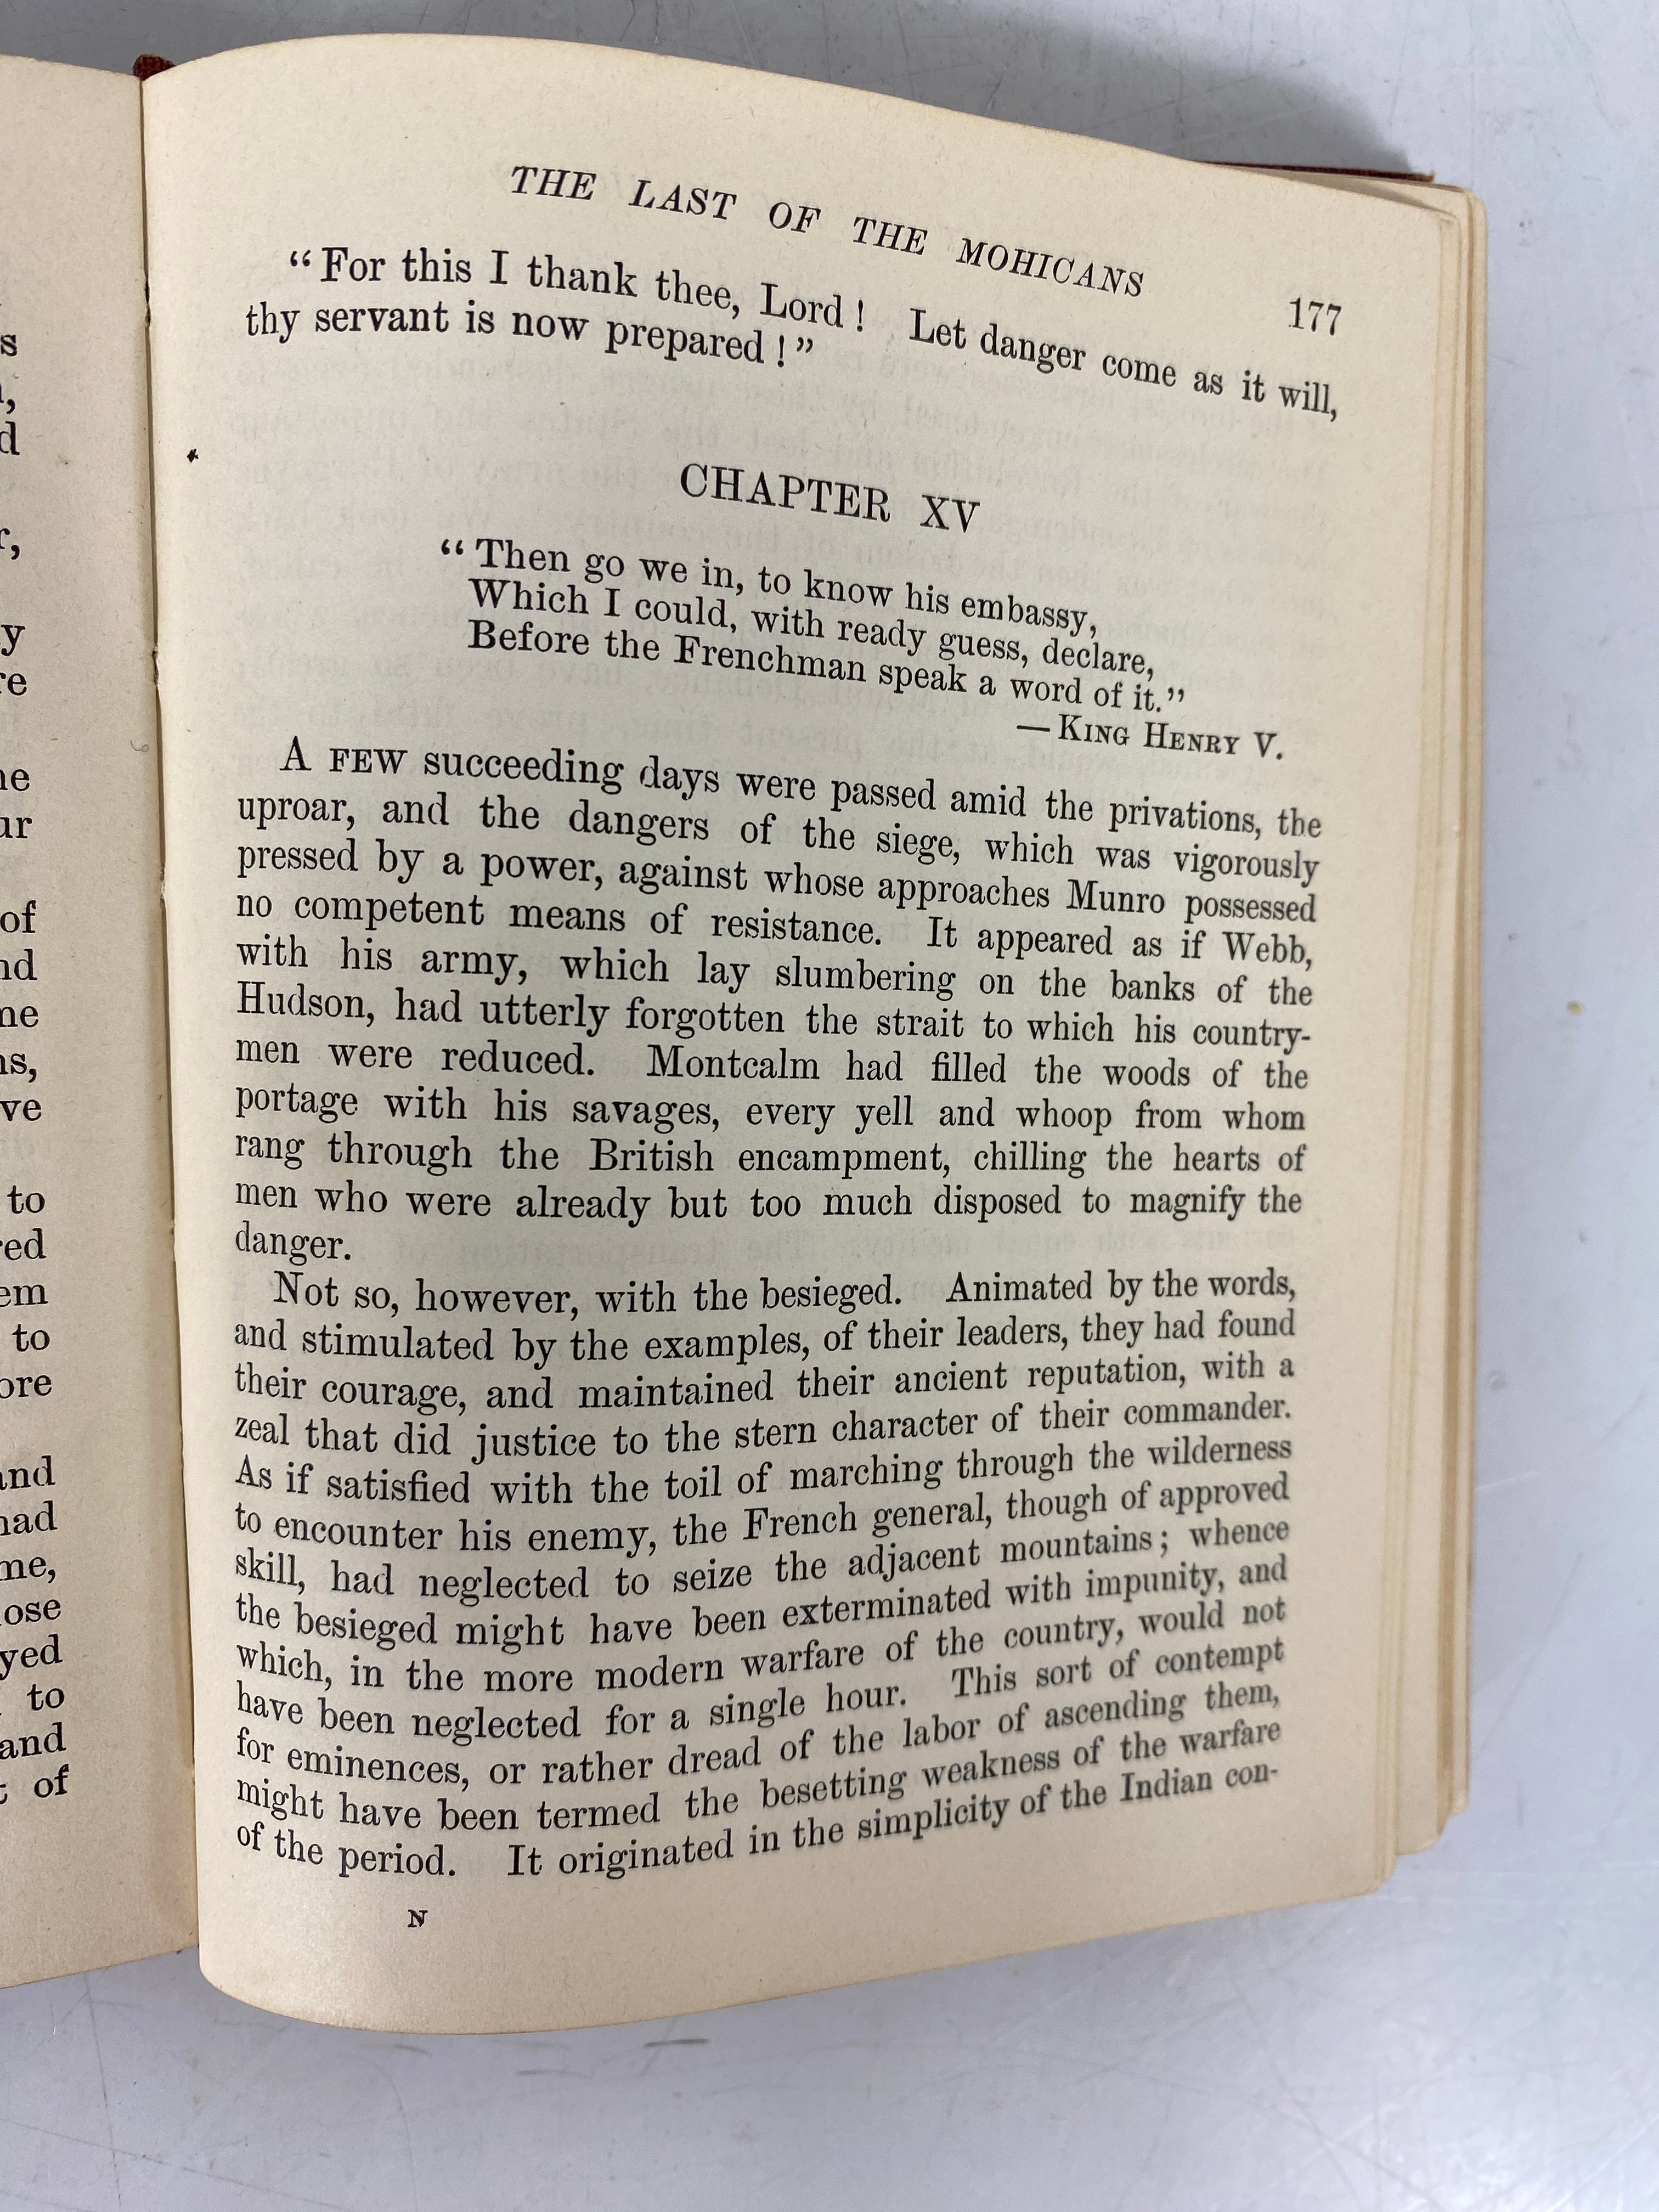 THE LAST OF THE MOHICANS
177
“For this I thank thee, Lord! Let danger come as it will,
thy servant is now prepared!”
CHAPTER XV
“Then go we in, to know his embassy,
Which I could, with ready guess, declare,
Before the Frenchman speak a word of it.”
—KING HENRY V.
A FEW succeeding days were passed amid the privations, the
uproar, and the dangers of the siege, which was vigorously
pressed by a power, against whose approaches Munro possessed
no competent means of resistance. It appeared as if Webb,
with his army, which lay slumbering on the banks of the
Hudson, had utterly forgotten the strait to which his country-
men were reduced. Montcalm had filled the woods of the
portage with his savages, every yell and whoop from whom
rang through the British encampment, chilling the hearts of
men who were already but too much disposed to magnify the
danger.
Not so, however, with the besieged. Animated by the words,
and stimulated by the examples, of their leaders, they had found
their courage, and maintained their ancient reputation, with a
zeal that did justice to the stern character of their commander.
As if satisfied with the toil of marching through the wilderness
to encounter his enemy, the French general, though of approved
skill, had neglected to seize the adjacent mountains; whence
the besieged might have been exterminated with impunity, and
which, in the more modern warfare of the country, would not
have been neglected for a single hour. This sort of contempt
for eminences, or rather dread of the labor of ascending them,
might have been termed the besetting weakness of the warfare
of the period. It originated in the simplicity of the Indian con-
N